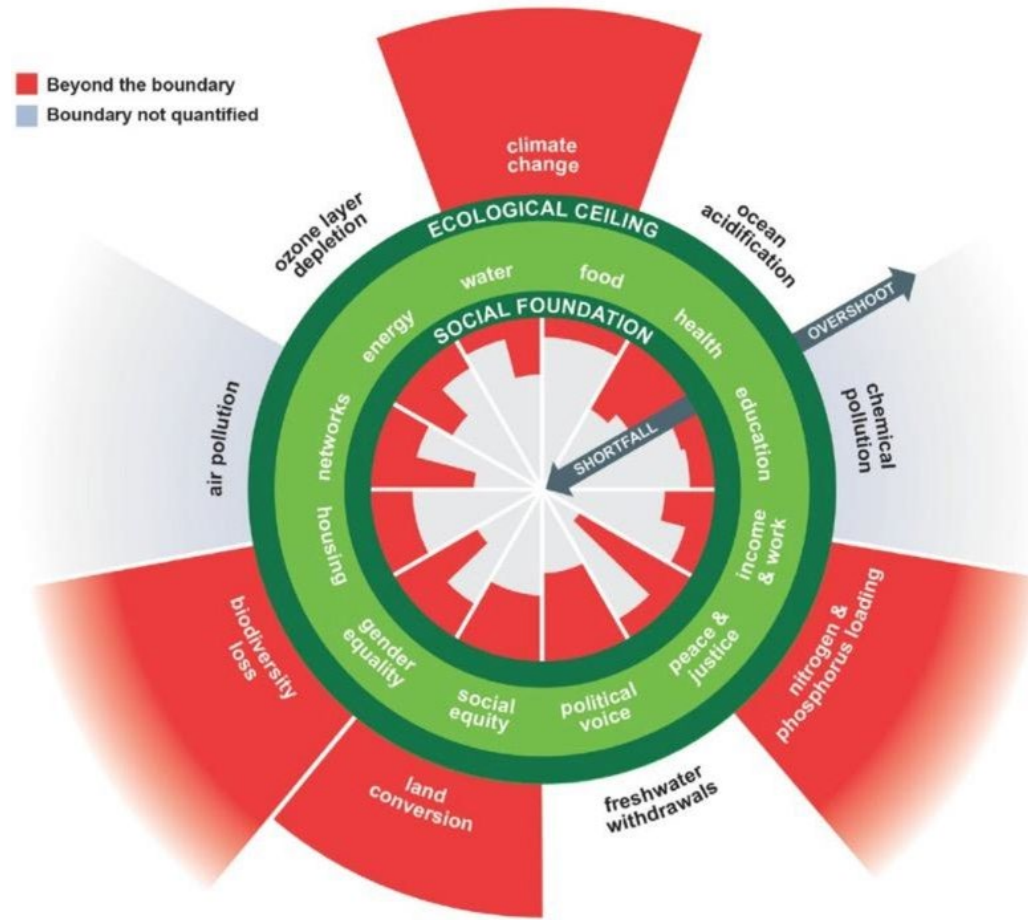 Beyond the boundary
Boundary not quantified
climate
change
ozone layer
depletion
ocean
acidification
ECOLOGICAL CEILING
water
food
energy
health
SOCIAL FOUNDATION
OVERSHOOT
SHORTFALL
networks
education
air pollution
chemical
pollution
housing
income
& work
biodiversity
loss
gender
equality
peace &
justice
nitrogen &
phosphorus loading
social
equity
political
voice
land
conversion
freshwater
withdrawals